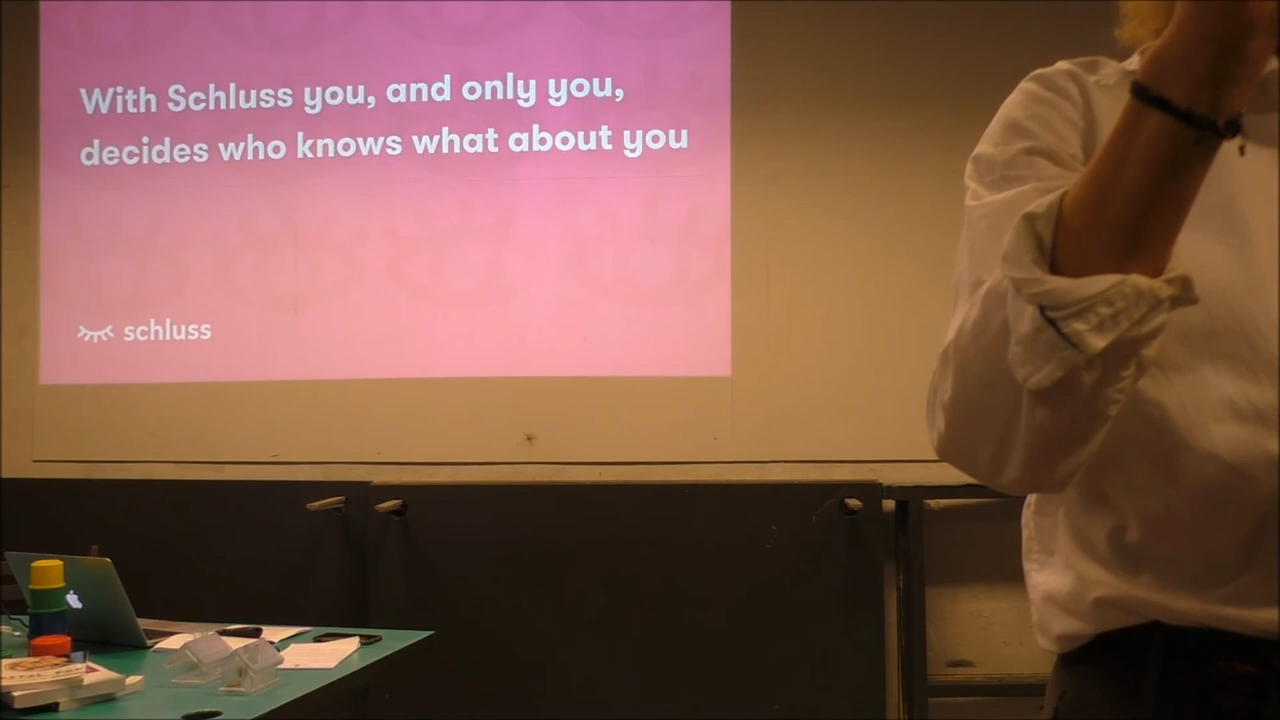 With Schluss you, and only you,
decides who knows what about you
schluss